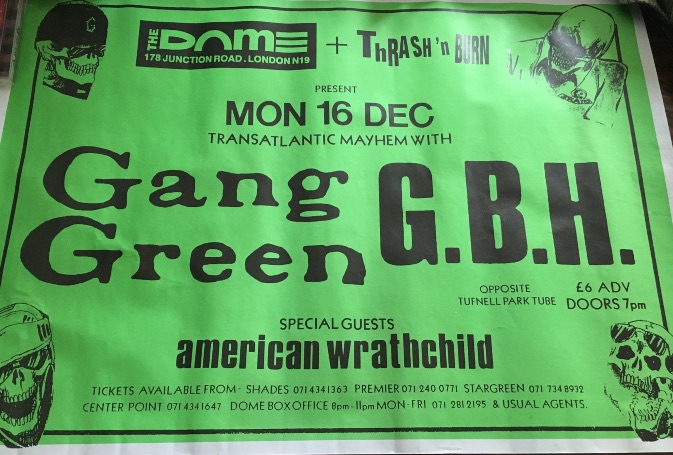 THE DOME
178 JUNCTION ROAD . LONDON N19
+ ThRASH 'n BURN
PRESENT
MON 16 DEC
TRANSATLANTIC MAYHEM WITH
Gang Green
G.B.H.
OPPOSITE
TUFNELL PARK TUBE
£6 ADV
DOORS 7pm
SPECIAL GUESTS
american wrathchild
TICKETS AVAILABLE FROM - SHADES 071 434 1363 PREMIER 071 240 0771 STARGREEN 071 734 8932
CENTER POINT 071 434 1647 DOME BOX OFFICE 8pm - 11pm MON - FRI 071 281 2195 & USUAL AGENTS.